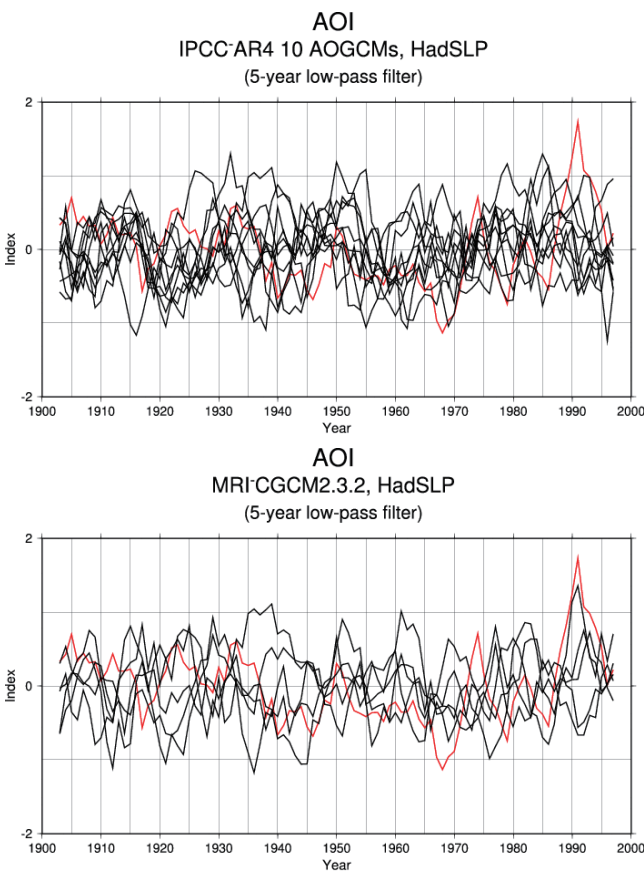 AOI
IPCC-AR4 10 AOGCMs, HadSLP
(5-year low-pass filter)
2
0
-2
Index
1900 1910 1920 1930 1940 1950 1960 1970 1980 1990 2000
Year
AOI
MRI-CGCM2.3.2, HadSLP
(5-year low-pass filter)
2
0
-2
Index
1900 1910 1920 1930 1940 1950 1960 1970 1980 1990 2000
Year